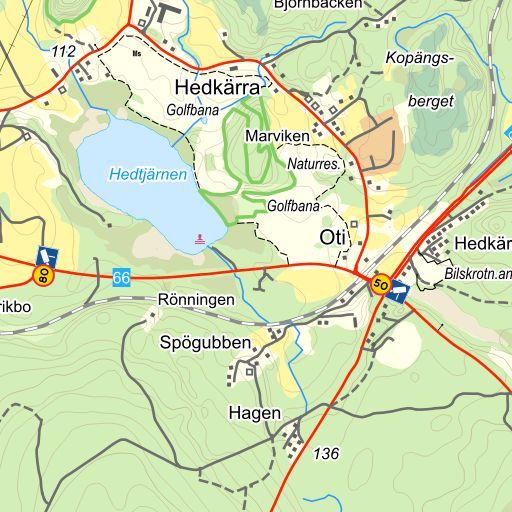 Björnbacken
112
Ifs
Kopängs-
berget
Hedkärra
Golfbana
Marviken
Naturres.
Hedtjärnen
Golfbana
Oti
Hedkär
80
66
50
Bilskrotn.an
rikbo
Rönningen
Spögubben
Hagen
136